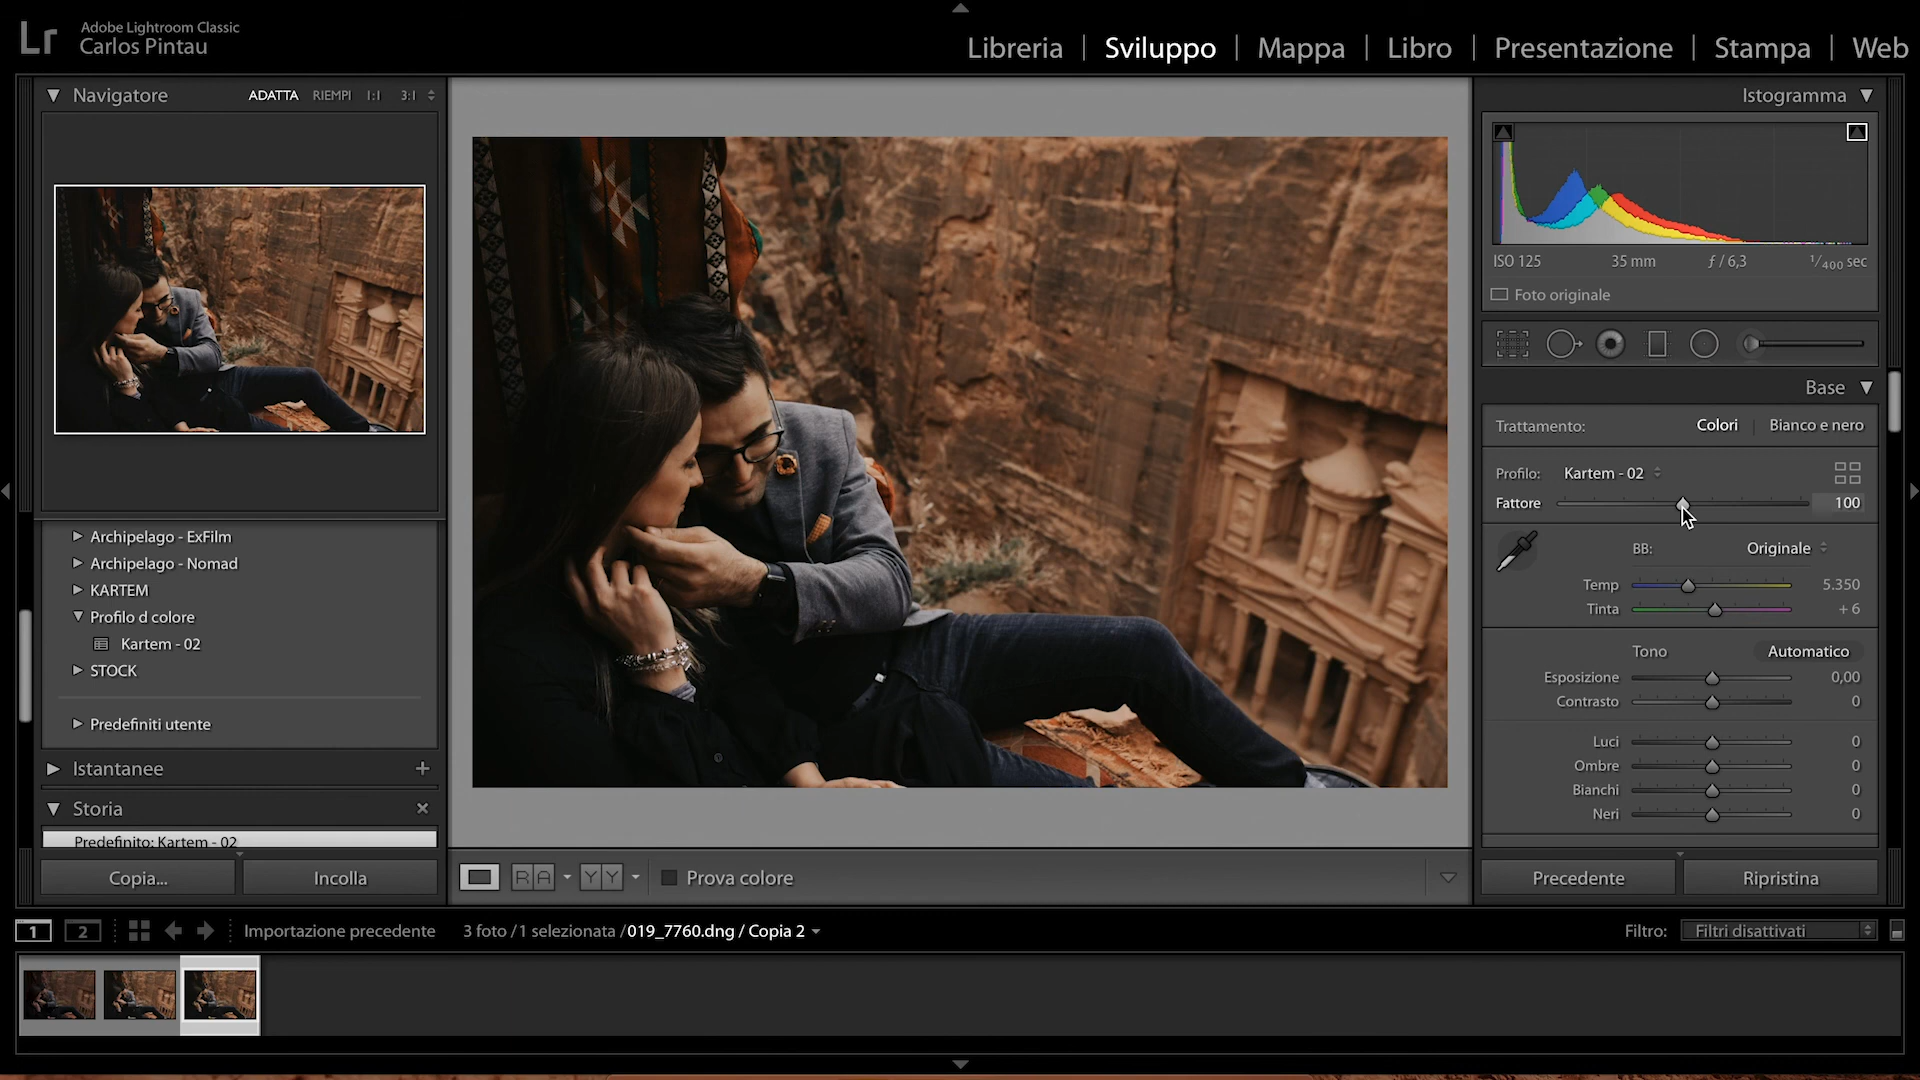 Lr
Adobe Lightroom Classic
Carlos Pintau
Libreria | Sviluppo | Mappa | Libro | Presentazione | Stampa | Web
Navigatore ADATTA RIEMPI 1:1 3:1
Archipelago - ExFilm
Archipelago - Nomad
KARTEM
Profilo d colore
Kartem - 02
STOCK
Predefiniti utente
Istantanee +
Storia
Predefinito: Kartem - 02
Copia... Incolla
R A Y Y Prova colore
Istogramma
ISO 125 35 mm ƒ / 6,3 1/400 sec
Foto originale
Base
Trattamento: Colori | Bianco e nero
Profilo: Kartem - 02
Fattore 100
BB: Originale
Temp 5.350
Tinta + 6
Tono Automatico
Esposizione 0,00
Contrasto 0
Luci 0
Ombre 0
Bianchi 0
Neri 0
Precedente Ripristina
1 2 Importazione precedente 3 foto / 1 selezionata / 019_7760.dng / Copia 2 Filtro: Filtri disattivati